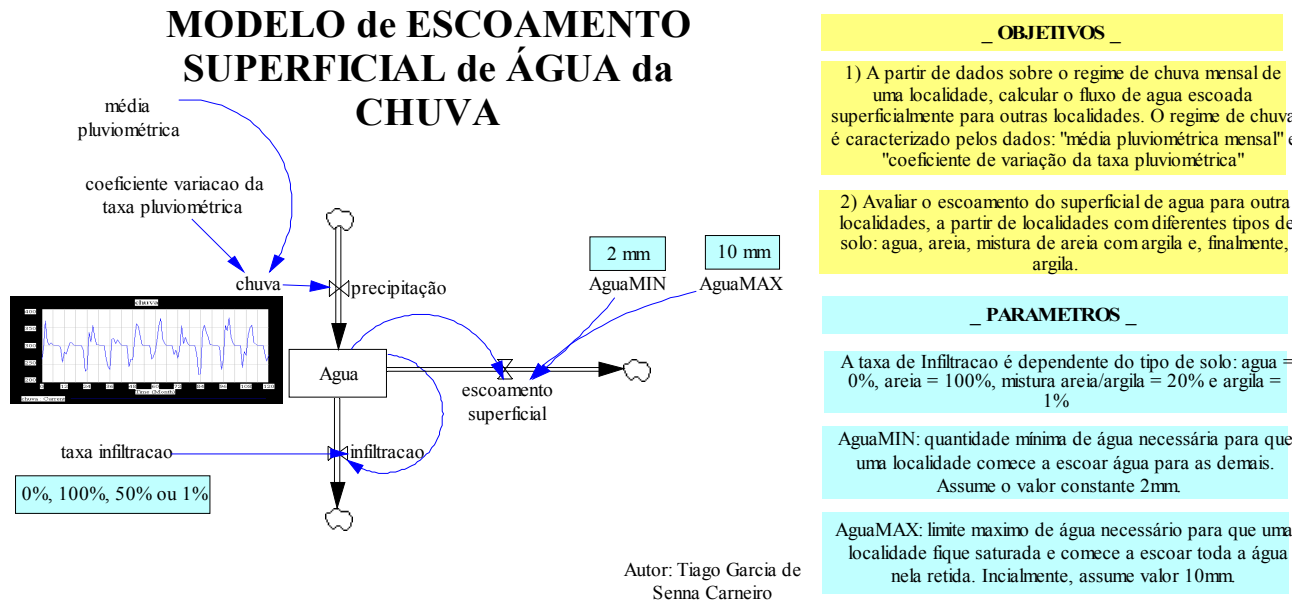 MODELO de ESCOAMENTO
SUPERFICIAL de ÁGUA da
CHUVA
média
pluviométrica
coeficiente variacao da
taxa pluviométrica
chuva
precipitação
2 mm
AguaMIN
10 mm
AguaMAX
chuva
Água
escoamento
superficial
taxa infiltracao
infiltracao
0%, 100%, 50% ou 1%
Autor: Tiago Garcia de
Senna Carneiro
_ OBJETIVOS _
1) A partir de dados sobre o regime de chuva mensal de
uma localidade, calcular o fluxo de agua escoada
superficialmente para outras localidades. O regime de chuva
é caracterizado pelos dados: "média pluviométrica mensal" e
"coeficiente de variação da taxa pluviométrica"
2) Avaliar o escoamento do superficial de agua para outra
localidades, a partir de localidades com diferentes tipos de
solo: agua, areia, mistura de areia com argila e, finalmente,
argila.
_ PARAMETROS _
A taxa de Infiltracao é dependente do tipo de solo: agua =
0%, areia = 100%, mistura areia/argila = 20% e argila =
1%
AguaMIN: quantidade mínima de água necessária para que
uma localidade comece a escoar água para as demais.
Assume o valor constante 2mm.
AguaMAX: limite maximo de água necessário para que uma
localidade fique saturada e comece a escoar toda a água
nela retida. Incialmente, assume valor 10mm.